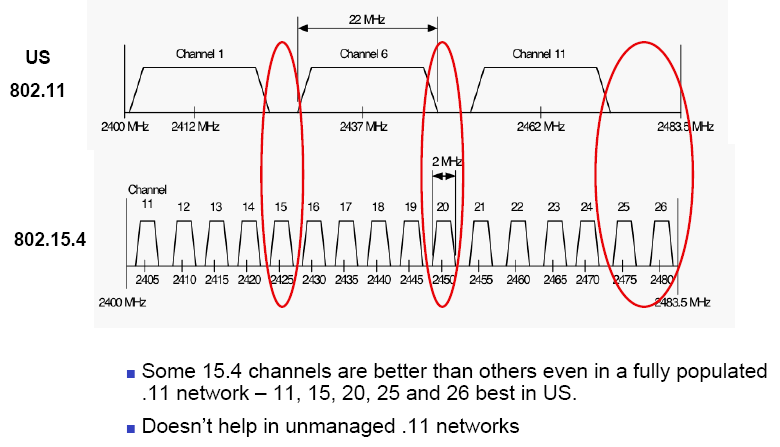 22 MHz
US
802.11
Channel 1
Channel 6
Channel 11
2400 MHz
2412 MHz
2437 MHz
2462 MHz
2483.5 MHz
2 MHz
Channel
11 12 13 14 15 16 17 18 19 20 21 22 23 24 25 26
802.15.4
2405 2410 2415 2420 2425 2430 2435 2440 2445 2450 2455 2460 2465 2470 2475 2480
2400 MHz
2483.5 MHz
Some 15.4 channels are better than others even in a fully populated
.11 network – 11, 15, 20, 25 and 26 best in US.
Doesn't help in unmanaged .11 networks